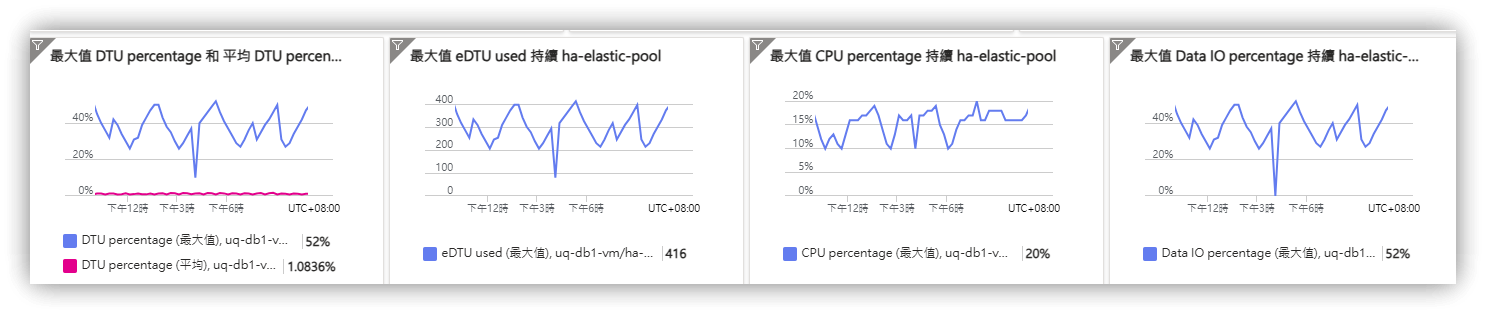 最大值 DTU percentage 和 平均 DTU percen...
40%
20%
0%
下午12時 下午3時 下午6時 UTC+08:00
DTU percentage (最大值), uq-db1-v... 52%
DTU percentage (平均), uq-db1-v... 1.0836%
最大值 eDTU used 持續 ha-elastic-pool
400
300
200
100
0
下午12時 下午3時 下午6時 UTC+08:00
eDTU used (最大值), uq-db1-vm/ha-... 416
最大值 CPU percentage 持續 ha-elastic-pool
20%
15%
10%
5%
0%
下午12時 下午3時 下午6時 UTC+08:00
CPU percentage (最大值), uq-db1-v... 20%
最大值 Data IO percentage 持續 ha-elastic-...
40%
20%
0%
下午12時 下午3時 下午6時 UTC+08:00
Data IO percentage (最大值), uq-db1... 52%